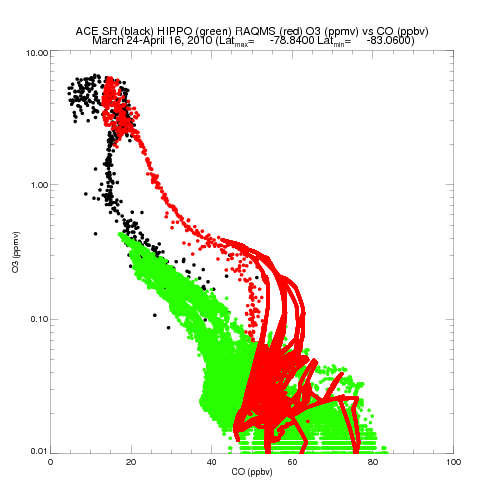 ACE SR (black) HIPPO (green) RAQMS (red) O3 (ppmv) vs CO (ppbv)
March 24-April 16, 2010 (Latmax= -78.8400 Latmin= -83.0600)
10.00
1.00
0.10
0.01
O3 (ppmv)
0 20 40 60 80 100
CO (ppbv)